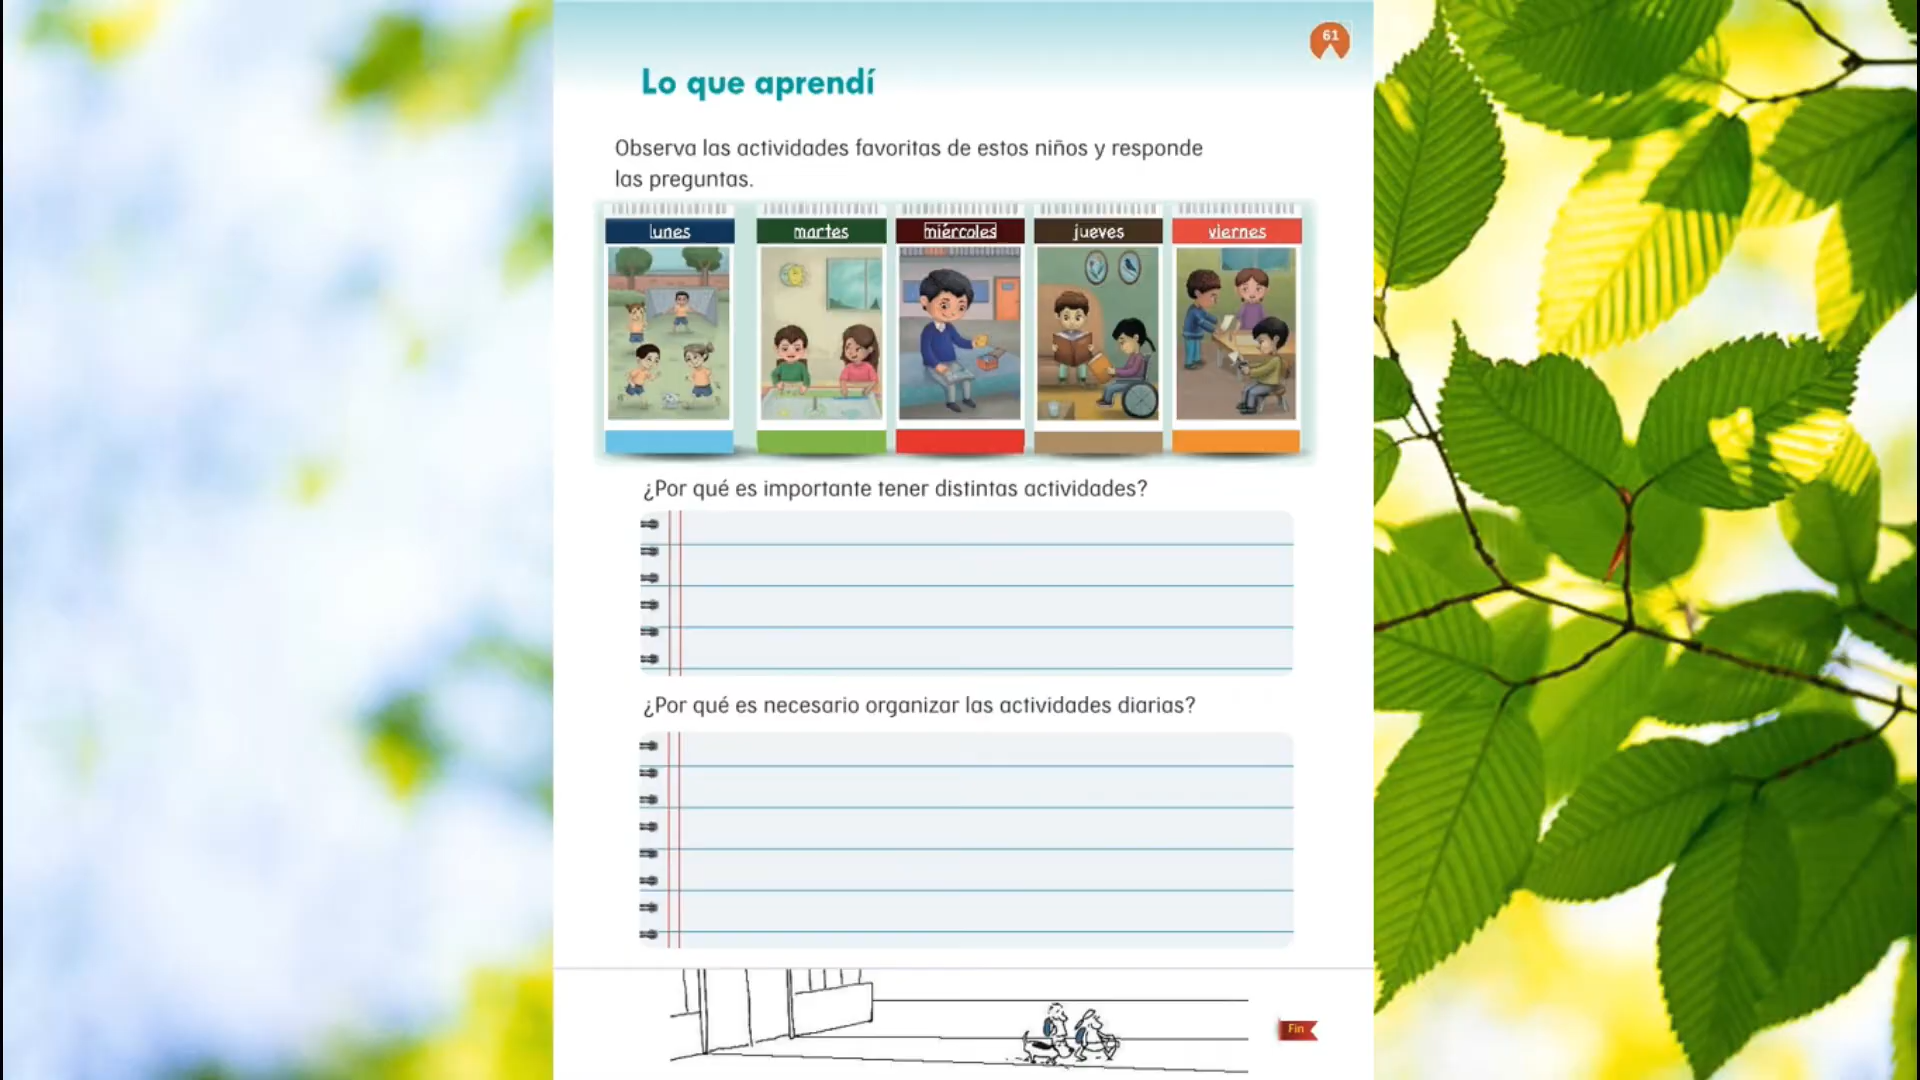 61
Lo que aprendí
Observa las actividades favoritas de estos niños y responde
las preguntas.
lunes martes miércoles jueves viernes
¿Por qué es importante tener distintas actividades?
¿Por qué es necesario organizar las actividades diarias?
Fin